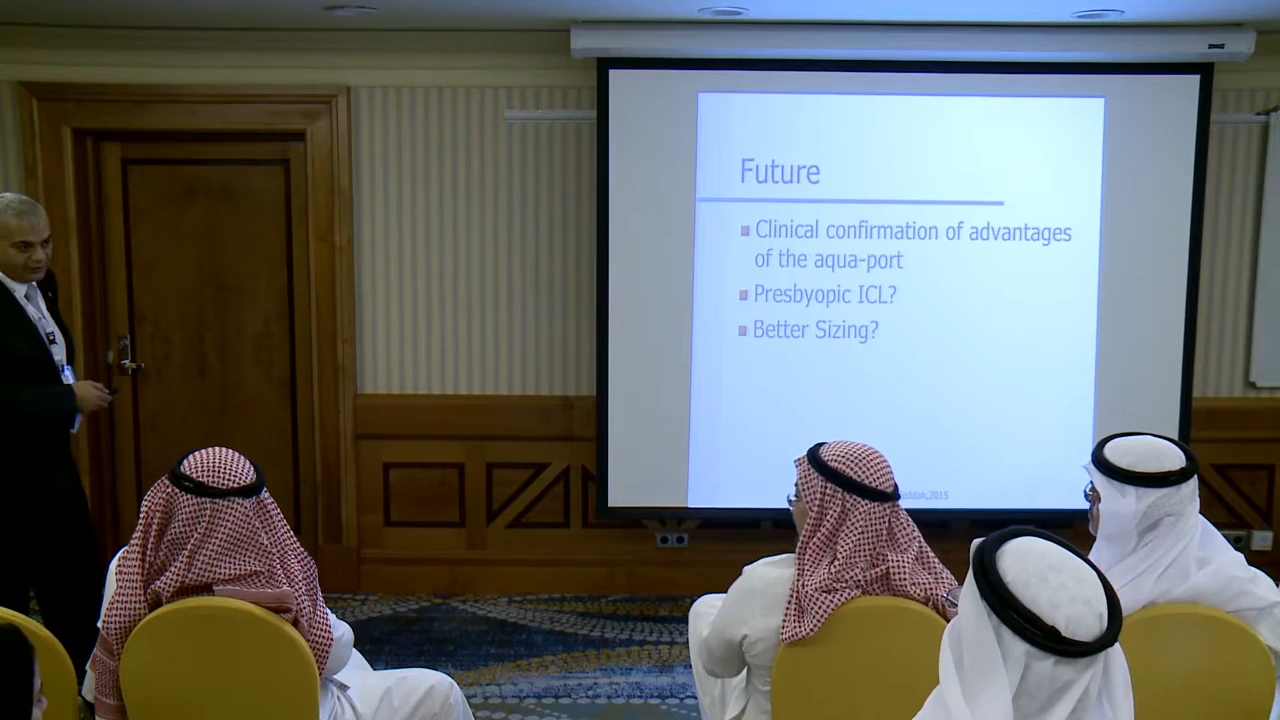 Future
Clinical confirmation of advantages
of the aqua-port
Presbyopic ICL?
Better Sizing?